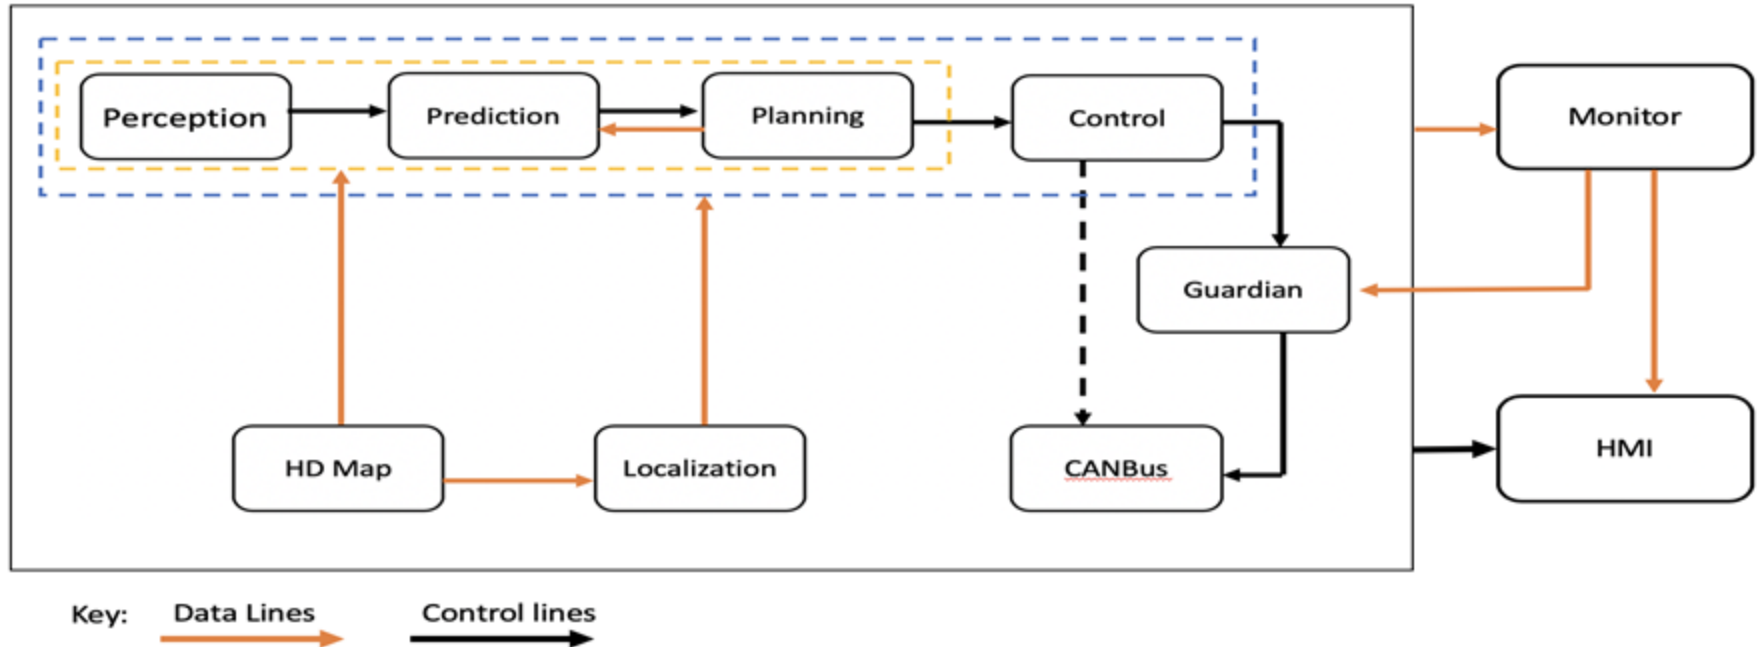 Perception
Prediction
Planning
Control
Monitor
Guardian
HD Map
Localization
CANBus
HMI
Key:
Data Lines
Control lines